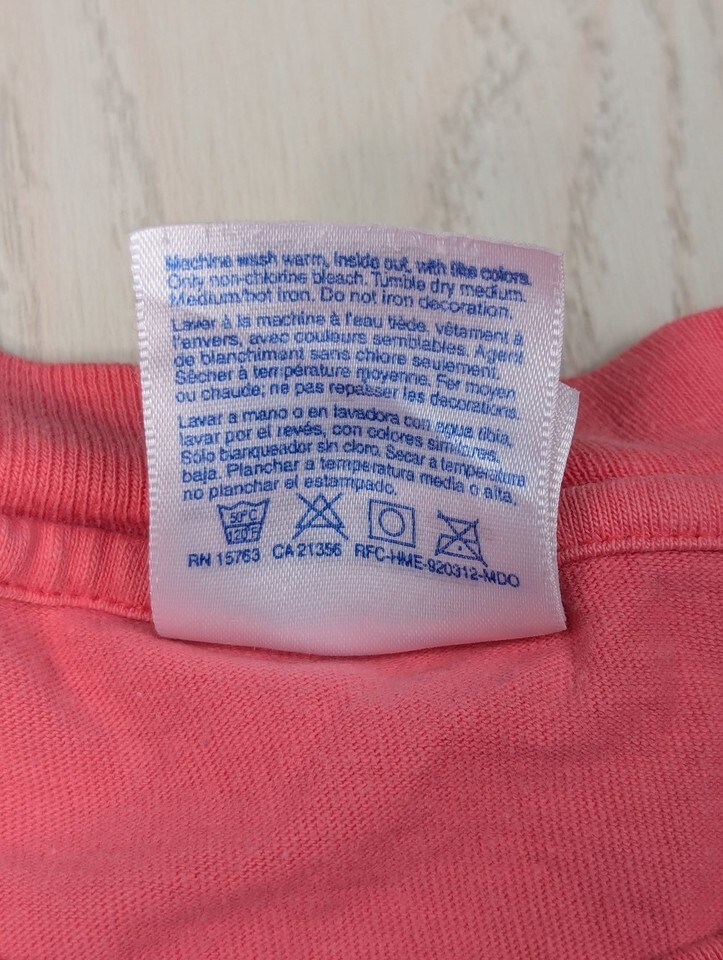 Machine wash warm, inside out, with like colors.
Only non-chlorine bleach. Tumble dry medium.
Medium/hot iron. Do not iron decoration.
Laver à la machine à l'eau tiède, vêtement à
l'envers, avec couleurs semblables. Agent
de blanchiment sans chlore seulement.
Sécher à température moyenne. Fer moyen
ou chaude; ne pas repasser les decorations.
Lavar a mano o en lavadora con agua tibia,
lavar por el revés, con colores similares.
Sólo blanqueador sin cloro. Secar a temperatura
baja. Planchar a temperatura media o alta,
no planchar el estampado.
50°C
120°F
RN 15763 CA 21356 RFC-HME-920312-MDO